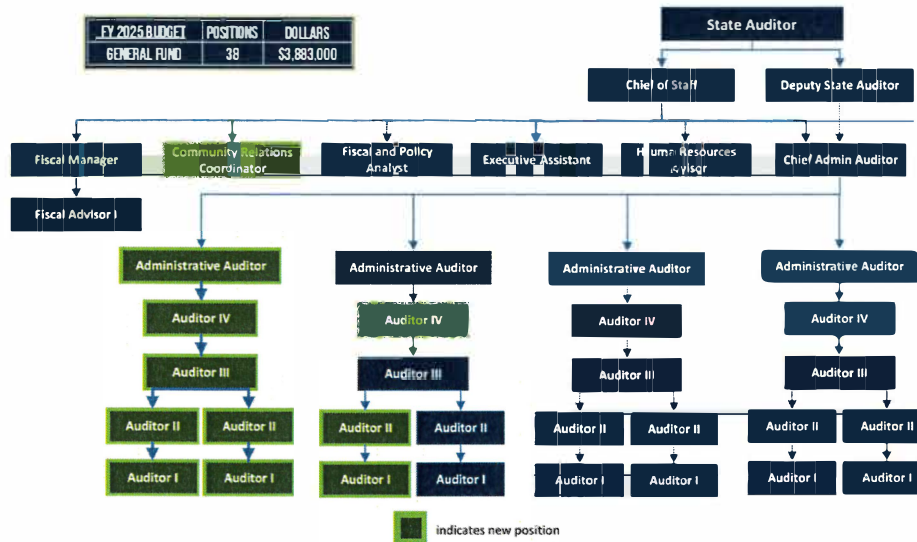 FY 2025 BUDGET POSITIONS DOLLARS
GENERAL FUND 38 $3,883,000
State Auditor
Chief of Staff
Deputy State Auditor
Fiscal Manager
Community Relations
Coordinator
Fiscal and Policy
Analyst
Executive Assistant
Human Resources
Chief Admin Auditor
Fiscal Advisor I
Administrative Auditor
Administrative Auditor
Administrative Auditor
Administrative Auditor
Auditor IV
Auditor IV
Auditor IV
Auditor IV
Auditor III
Auditor III
Auditor III
Auditor III
Auditor II
Auditor II
Auditor II
Auditor II
Auditor II
Auditor II
Auditor II
Auditor II
Auditor I
Auditor I
Auditor I
Auditor I
Auditor I
Auditor I
Auditor I
Auditor I
indicates new position